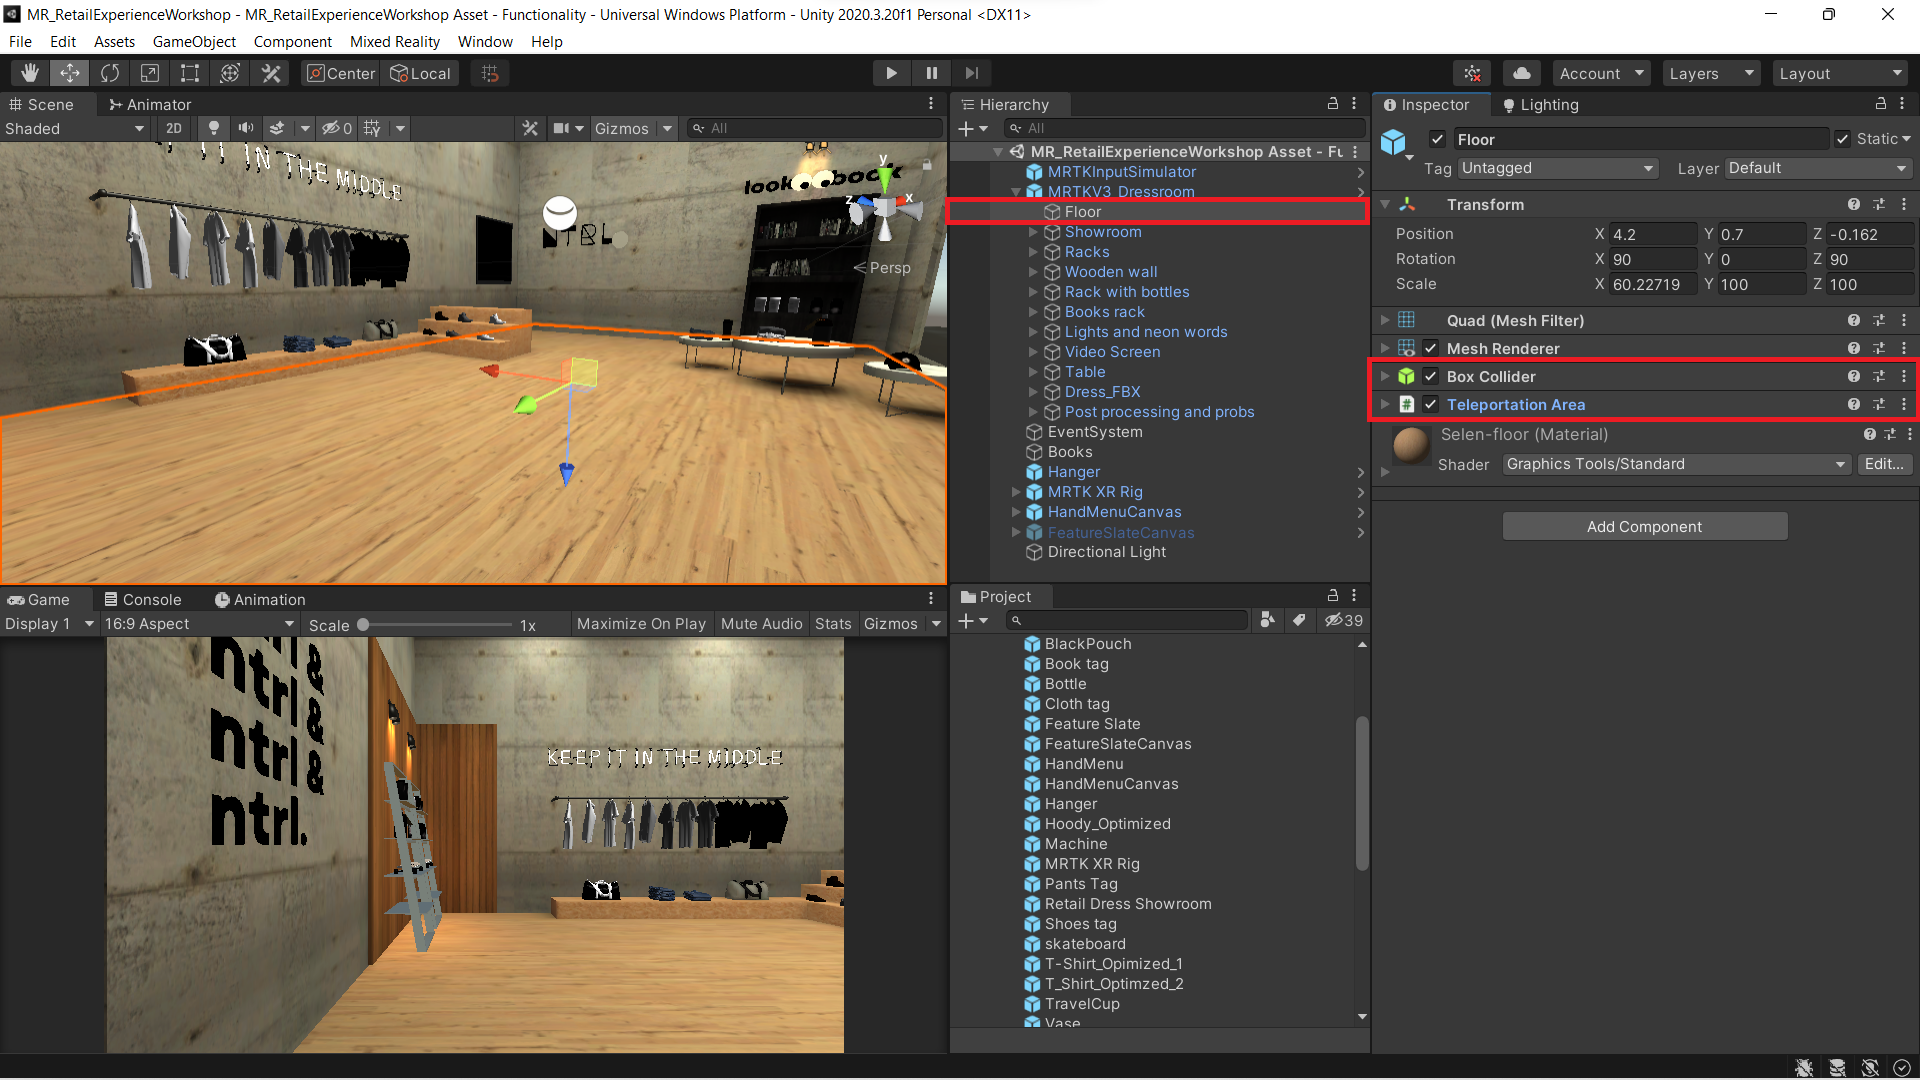 MR_RetailExperienceWorkshop - MR_RetailExperienceWorkshop Asset - Functionality - Universal Windows Platform - Unity 2020.3.20f1 Personal <DX11>
File Edit Assets GameObject Component Mixed Reality Window Help
Center Local
Account Layers Layout
Scene Animator
Shaded 2D 0 Gizmos All
IT IN THE MIDDLE
look book
NTRL
y
x
z
Persp
Hierarchy
All
MR_RetailExperienceWorkshop Asset - Fu
MRTKInputSimulator
MRTKV3_Dressroom
Floor
Showroom
Racks
Wooden wall
Rack with bottles
Books rack
Lights and neon words
Video Screen
Table
Dress_FBX
Post processing and probs
EventSystem
Books
Hanger
MRTK XR Rig
HandMenuCanvas
FeatureSlateCanvas
Directional Light
Inspector Lighting
Floor Static
Tag Untagged Layer Default
Transform
Position X 4.2 Y 0.7 Z -0.162
Rotation X 90 Y 0 Z 90
Scale X 60.22719 Y 100 Z 100
Quad (Mesh Filter)
Mesh Renderer
Box Collider
Teleportation Area
Selen-floor (Material)
Shader Graphics Tools/Standard Edit...
Add Component
Game Console Animation
Display 1 16:9 Aspect Scale 1x Maximize On Play Mute Audio Stats Gizmos
ntrl &
ntrl &
ntrl.
KEEP IT IN THE MIDDLE
Project
39
BlackPouch
Book tag
Bottle
Cloth tag
Feature Slate
FeatureSlateCanvas
HandMenu
HandMenuCanvas
Hanger
Hoody_Optimized
Machine
MRTK XR Rig
Pants Tag
Retail Dress Showroom
Shoes tag
skateboard
T-Shirt_Opimized_1
T_Shirt_Optimzed_2
TravelCup
Vase